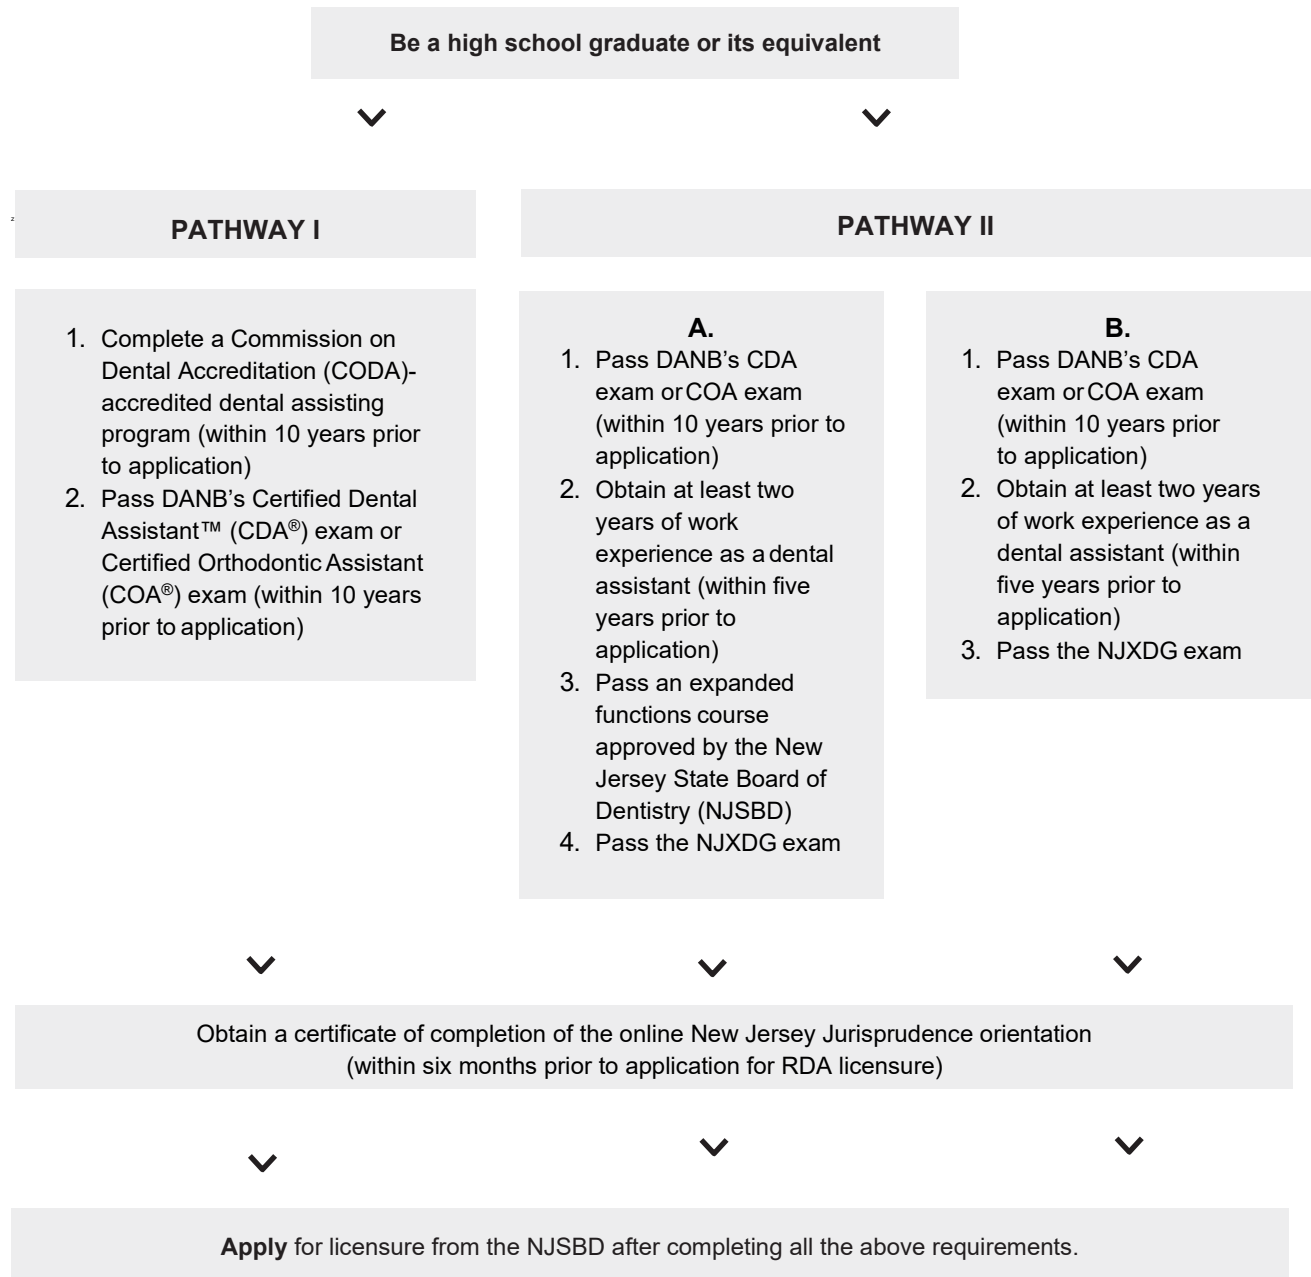 Be a high school graduate or its equivalent
z
PATHWAY I
PATHWAY II
1. Complete a Commission on
Dental Accreditation (CODA)-
accredited dental assisting
program (within 10 years prior
to application)
2. Pass DANB’s Certified Dental
Assistant™ (CDA®) exam or
Certified Orthodontic Assistant
(COA®) exam (within 10 years
prior to application)
A.
1. Pass DANB’s CDA
exam or COA exam
(within 10 years prior to
application)
2. Obtain at least two
years of work
experience as a dental
assistant (within five
years prior to
application)
3. Pass an expanded
functions course
approved by the New
Jersey State Board of
Dentistry (NJSBD)
4. Pass the NJXDG exam
B.
1. Pass DANB’s CDA
exam or COA exam
(within 10 years prior
to application)
2. Obtain at least two years
of work experience as a
dental assistant (within
five years prior to
application)
3. Pass the NJXDG exam
Obtain a certificate of completion of the online New Jersey Jurisprudence orientation
(within six months prior to application for RDA licensure)
Apply for licensure from the NJSBD after completing all the above requirements.